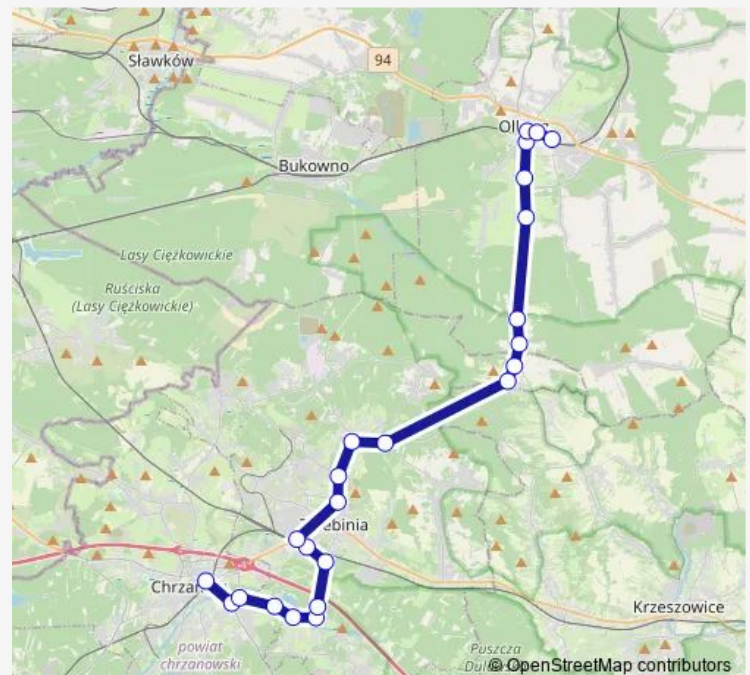 Sławków
94
Bukowno
Lasy Ciężkowickie
Ruściska
(Lasy Ciężkowickie)
Krzeszowice
powiat
chrzanowski
Puszcza
© OpenStreetMap contributors